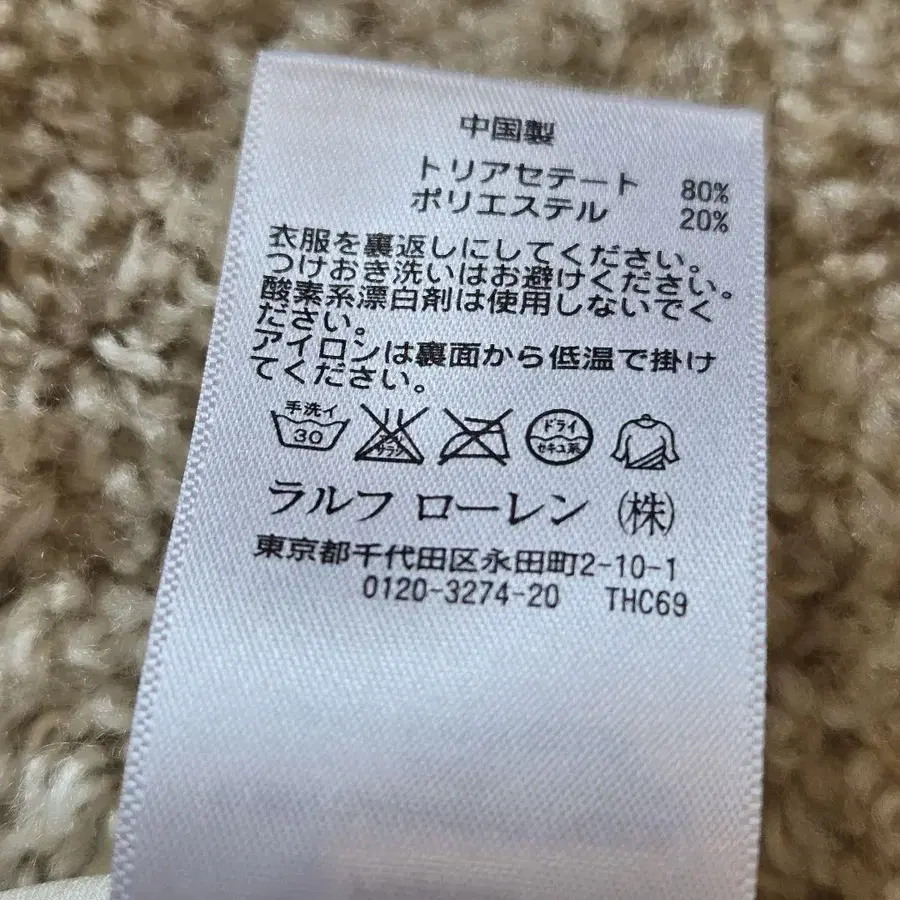 中国製
トリアセテート 80%
ポリエステル 20%
衣服を裏返しにしてください。
つけおき洗いはお避けください。
酸素系漂白剤は使用しないでく
ださい。
アイロンは裏面から低温で掛け
てください。
手洗イ
30
エンソ
サラシ
ドライ
セキユ系
ラルフ ローレン (株)
東京都千代田区永田町2-10-1
0120-3274-20 THC69